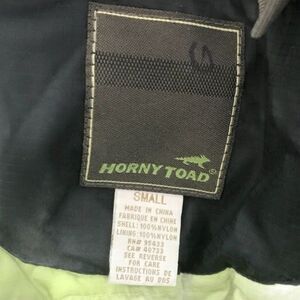 HORNY TOAD®
SMALL
MADE IN CHINA
FABRIQUE EN CHINE
SHELL: 100%NYLON
LINING: 100%NYLON
RN# 95433
CA# 40733
SEE REVERSE
FOR CARE
INSTRUCTIONS DE
LAVAGE AU DOS